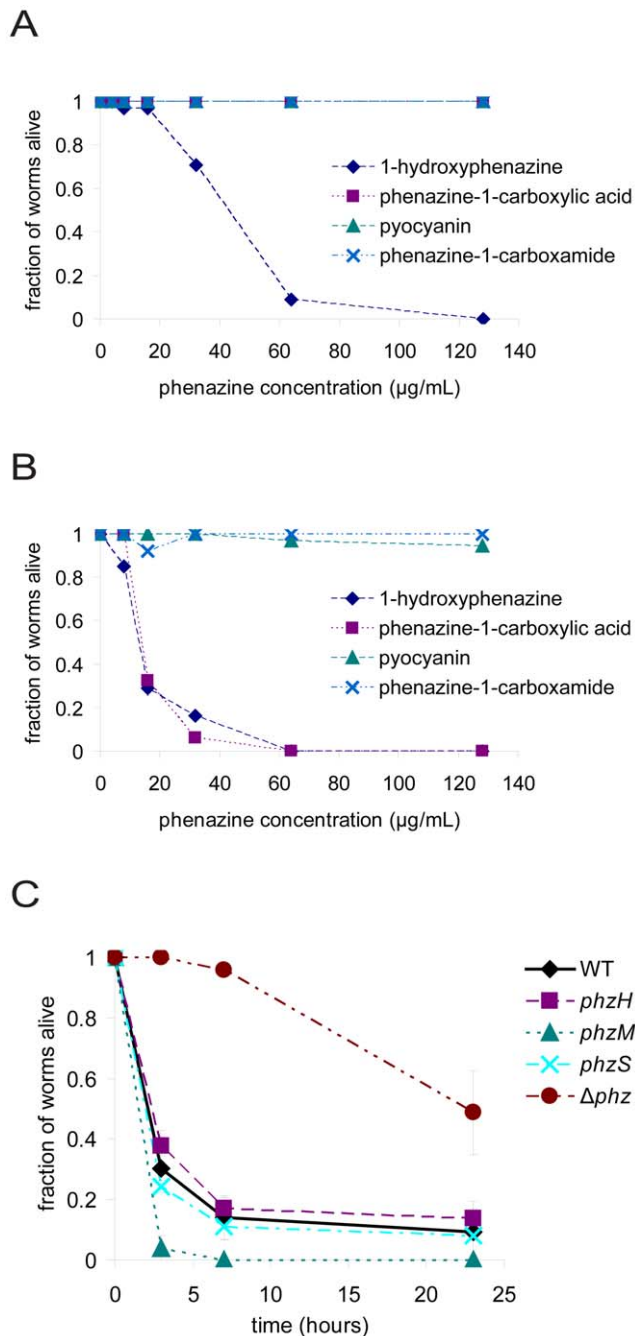 A
1
0.8
0.6
0.4
0.2
0
fraction of worms alive
1-hydroxyphenazine
phenazine-1-carboxylic acid
pyocyanin
phenazine-1-carboxamide
0 20 40 60 80 100 120 140
phenazine concentration (µg/mL)
B
1
0.8
0.6
0.4
0.2
0
fraction of worms alive
1-hydroxyphenazine
phenazine-1-carboxylic acid
pyocyanin
phenazine-1-carboxamide
0 20 40 60 80 100 120 140
phenazine concentration (µg/mL)
C
1
0.8
0.6
0.4
0.2
0
fraction of worms alive
WT
phzH
phzM
phzS
Δphz
0 5 10 15 20 25
time (hours)